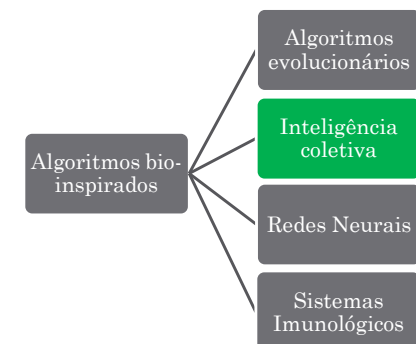 Algoritmos
evolucionários
Inteligência
coletiva
Algoritmos bio-
inspirados
Redes Neurais
Sistemas
Imunológicos